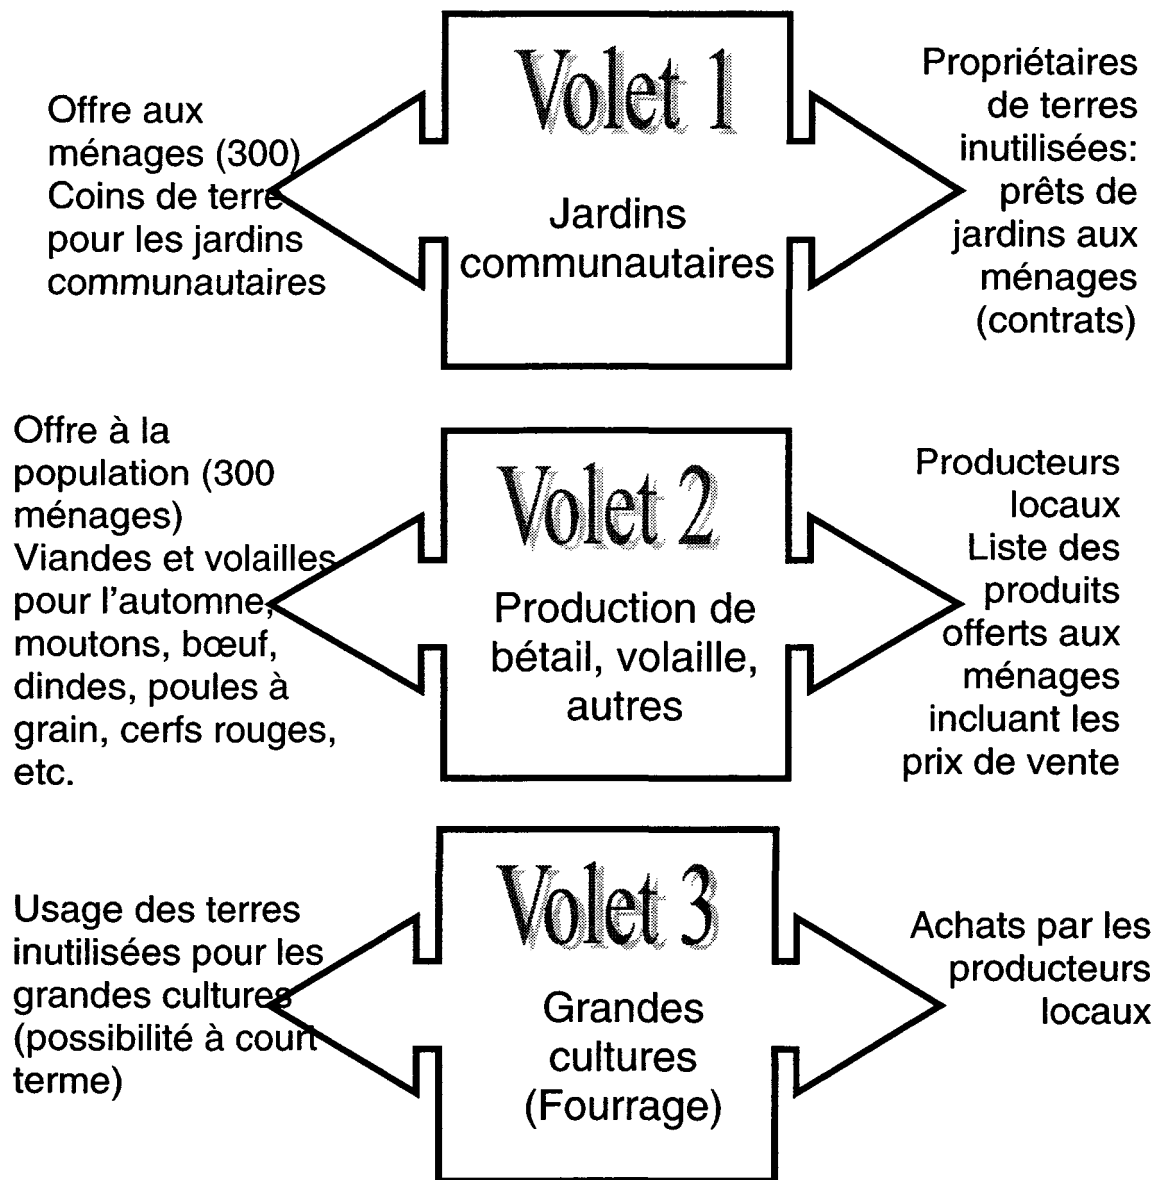 Offre aux
ménages (300)
Coins de terre
pour les jardins
communautaires
Volet 1
Jardins
communautaires
Propriétaires
de terres
inutilisées:
prêts de
jardins aux
ménages
(contrats)
Offre à la
population (300
ménages)
Viandes et volailles
pour l'automne,
moutons, bœuf,
dindes, poules à
grain, cerfs rouges,
etc.
Volet 2
Production de
bétail, volaille,
autres
Producteurs
locaux
Liste des
produits
offerts aux
ménages
incluant les
prix de vente
Usage des terres
inutilisées pour les
grandes cultures
(possibilité à court
terme)
Volet 3
Grandes
cultures
(Fourrage)
Achats par les
producteurs
locaux